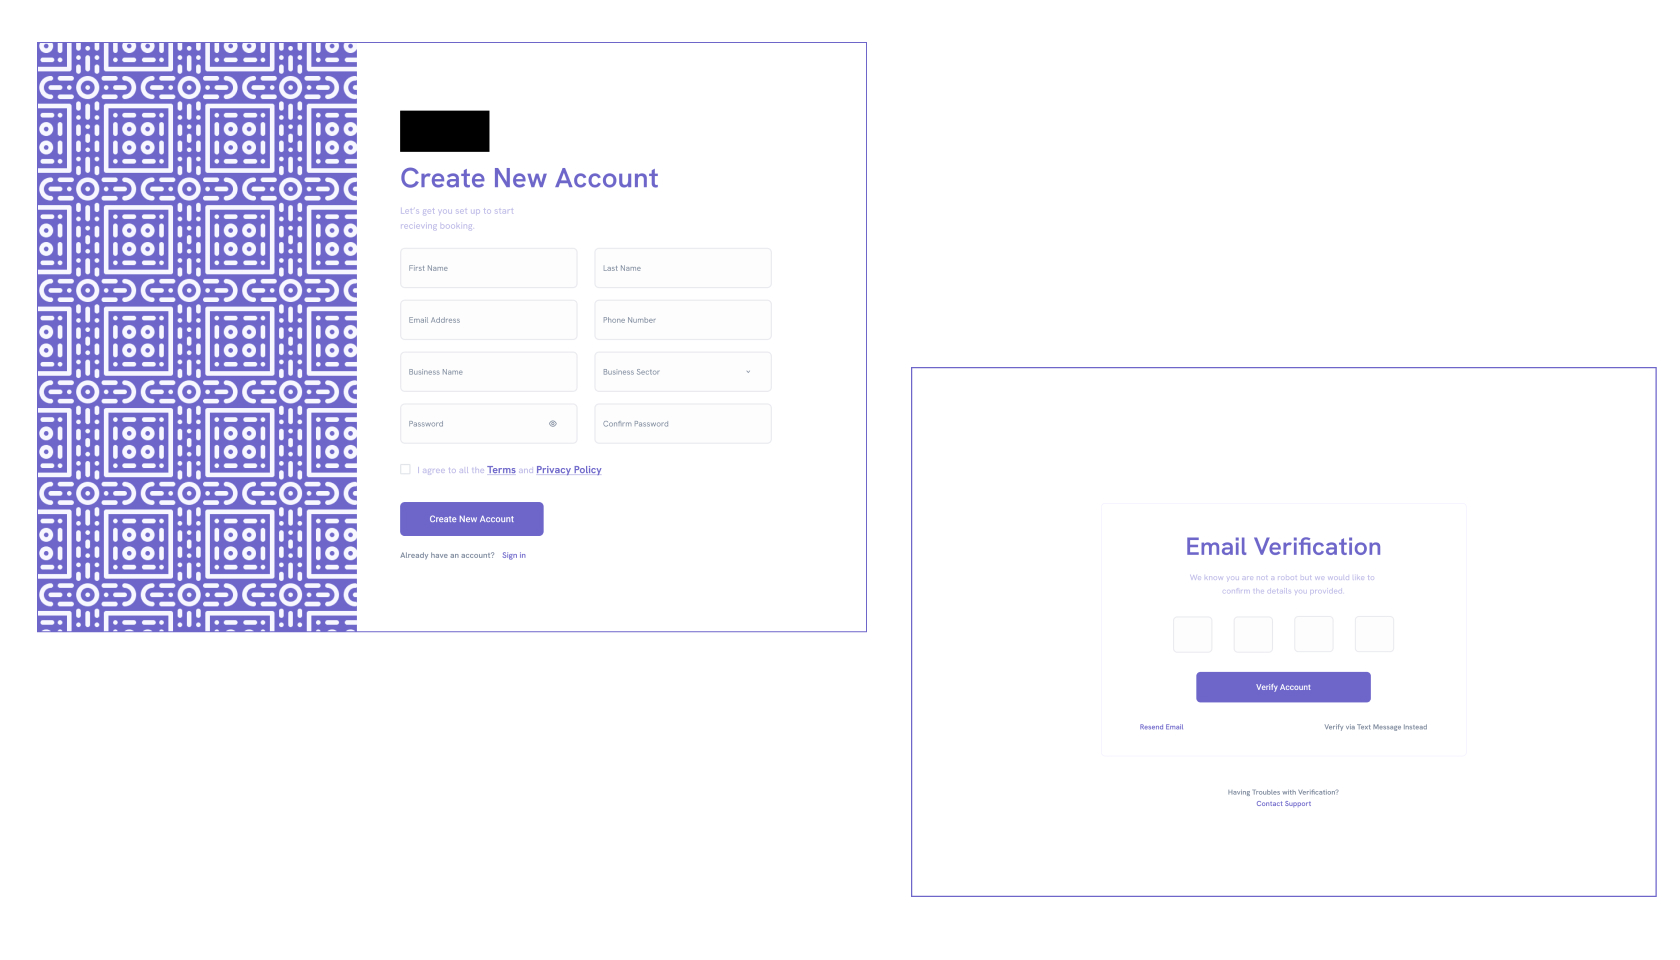 Create New Account
Let's get you set up to start
recieving booking.
First Name
Last Name
Email Address
Phone Number
Business Name
Business Sector
Password
Confirm Password
I agree to all the Terms and Privacy Policy
Create New Account
Already have an account? Sign in
Email Verification
We know you are not a robot but we would like to
confirm the details you provided.
Verify Account
Resend Email
Verify via Text Message Instead
Having Troubles with Verification?
Contact Support